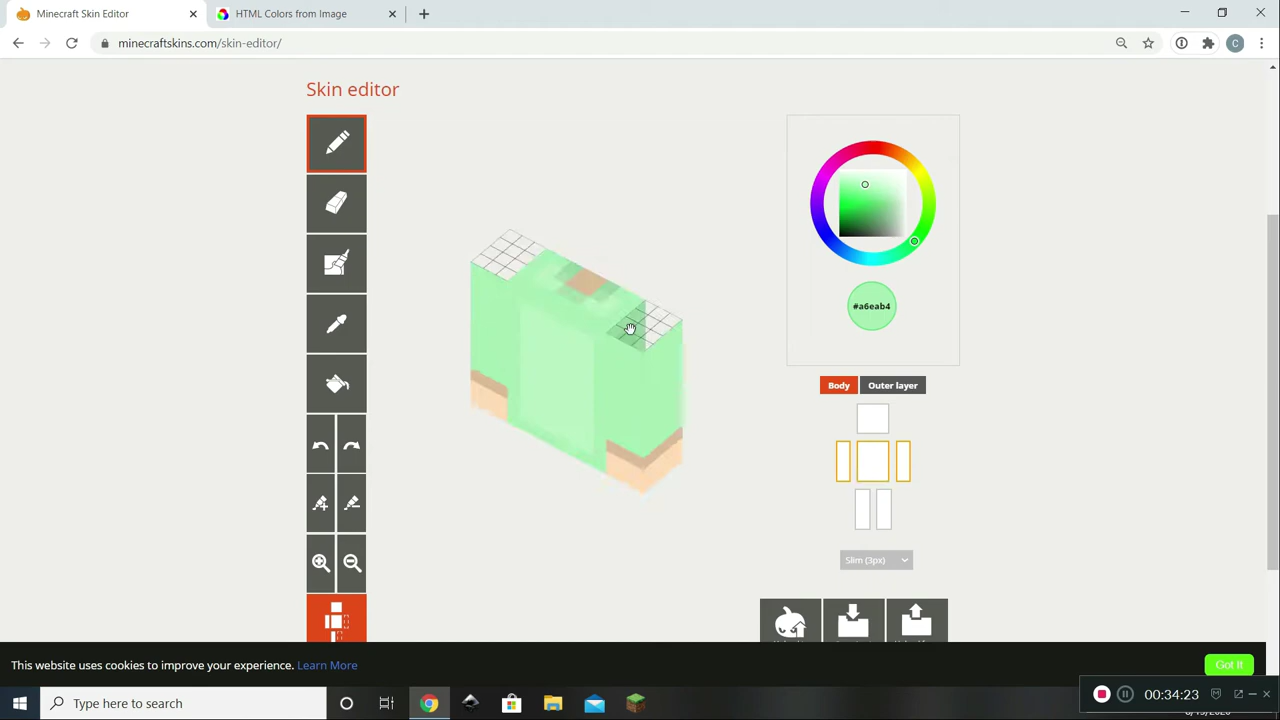 Minecraft Skin Editor
HTML Colors from Image
minecraftskins.com/skin-editor/
C
Skin editor
#a6eab4
Body
Outer layer
Slim (3px)
This website uses cookies to improve your experience. Learn More
Got It
Type here to search
00:34:23